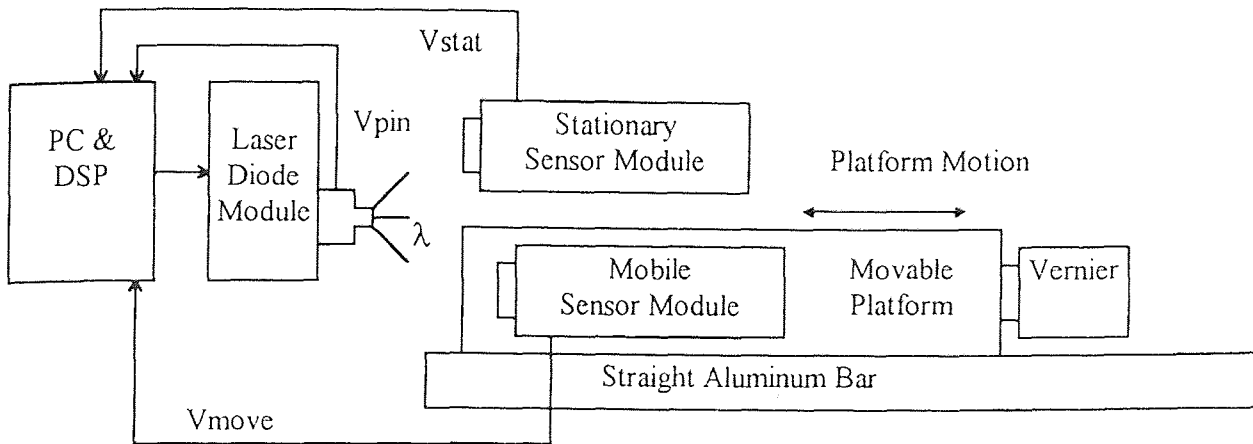 Vstat
PC &
DSP
Laser
Diode
Module
Vpin
λ
Stationary
Sensor Module
Platform Motion
Mobile
Sensor Module
Movable
Platform
Vernier
Straight Aluminum Bar
Vmove